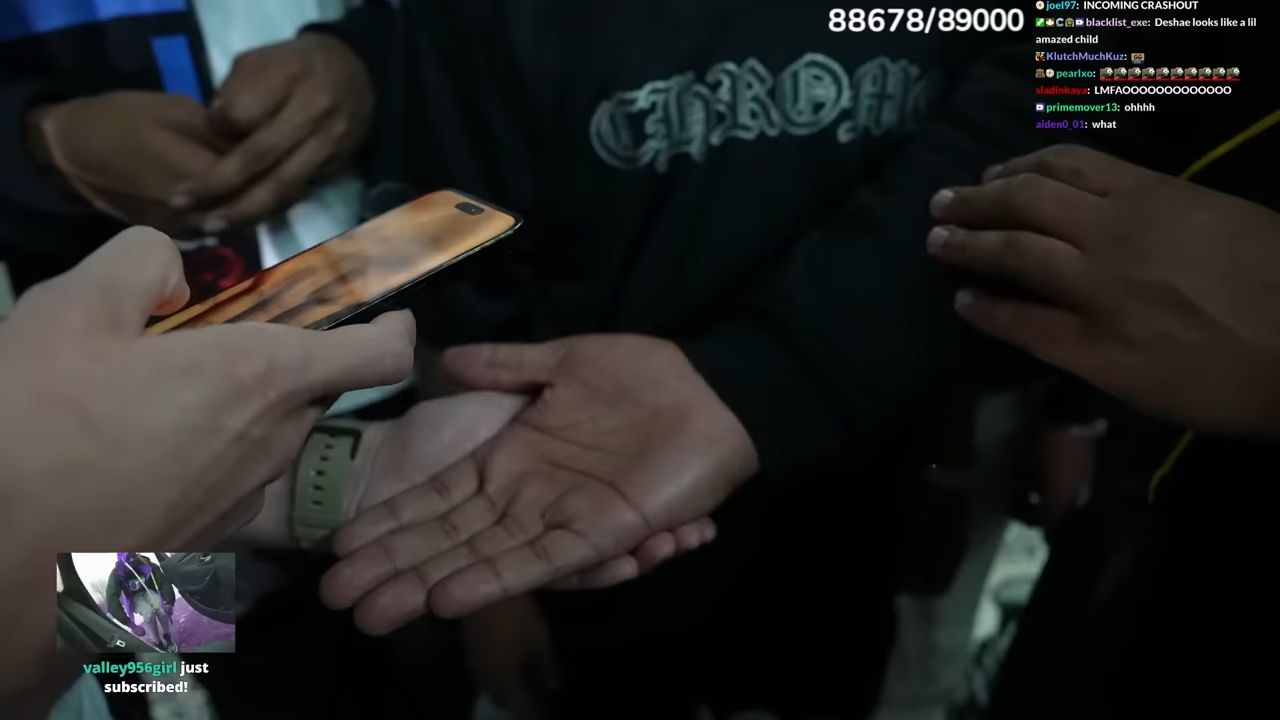 88678/89000
joel97: INCOMING CRASHOUT
blacklist_exe: Deshae looks like a lil
amazed child
KlutchMuchKuz:
pearlxo:
sladinkaya: LMFAOOOOOOOOOOOOO
primemover13: ohhhh
aiden0_01: what
CHROM
valley956girl just
subscribed!